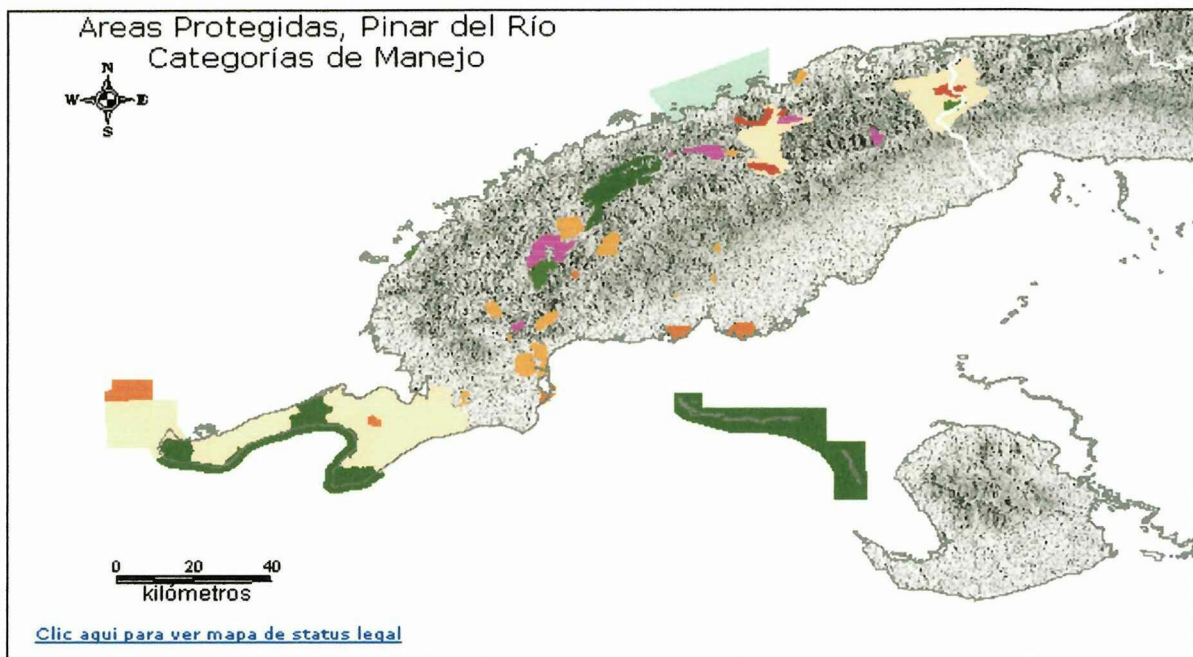 Areas Protegidas, Pinar del Río
Categorías de Manejo
N
W E
S
0 20 40
kilómetros
Clic aqui para ver mapa de status legal